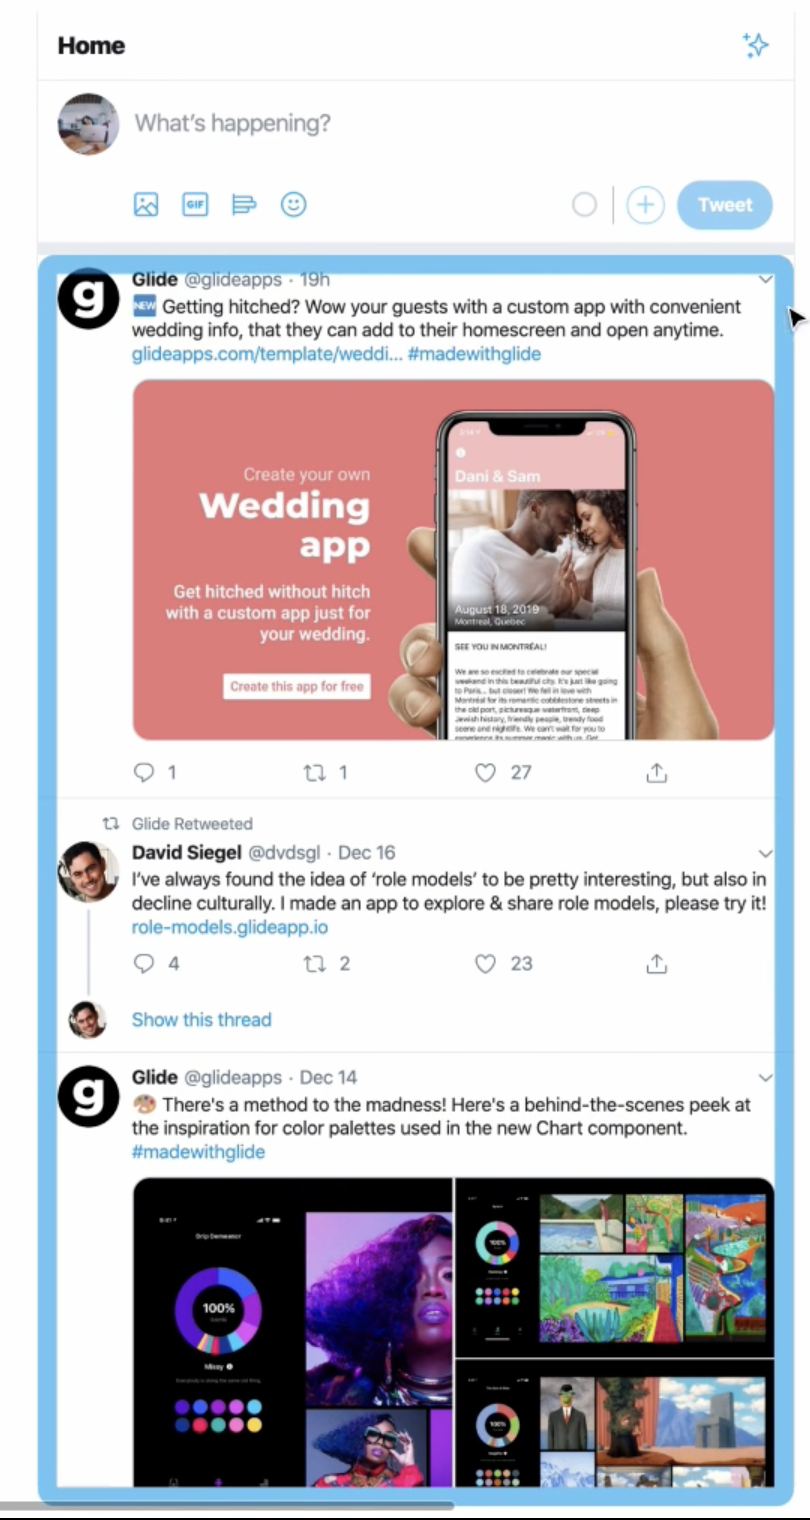 Home
What's happening?
GIF
Tweet
g
Glide @glideapps · 19h
NEW Getting hitched? Wow your guests with a custom app with convenient
wedding info, that they can add to their homescreen and open anytime.
glideapps.com/template/weddi... #madewithglide
Create your own
Wedding
app
Get hitched without hitch
with a custom app just for
your wedding.
Create this app for free
Dani & Sam
August 18, 2019
Montreal, Quebec
SEE YOU IN MONTRÉAL!
We are so excited to celebrate our special
weekend in this beautiful city. It's just like going
to Paris... but closer! We fell in love with
Montréal for its romantic cobblestone streets in
the old port, picturesque waterfront, deep
Jewish history, friendly people, trendy food
scene and nightlife. We can't wait for you to
experience its summer magic with us. Get
1 1 27
Glide Retweeted
David Siegel @dvdsgl · Dec 16
I've always found the idea of 'role models' to be pretty interesting, but also in
decline culturally. I made an app to explore & share role models, please try it!
role-models.glideapp.io
4 2 23
Show this thread
g
Glide @glideapps · Dec 14
There's a method to the madness! Here's a behind-the-scenes peek at
the inspiration for color palettes used in the new Chart component.
#madewithglide
9:41
Drip Demeanor
100%
Missy
100%
100%